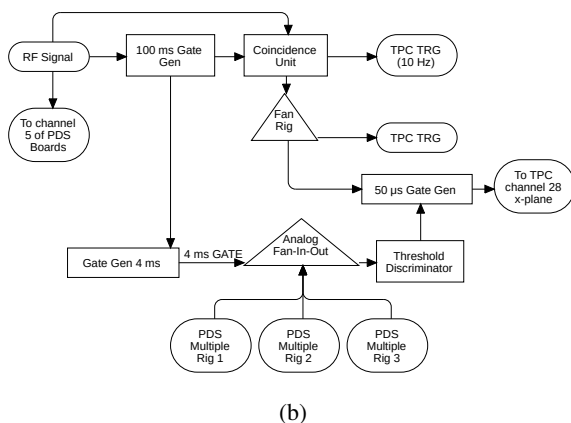 RF Signal
100 ms Gate
Gen
Coincidence
Unit
TPC TRG
(10 Hz)
To channel
5 of PDS
Boards
Fan
Rig
TPC TRG
50 µs Gate Gen
To TPC
channel 28
x-plane
Gate Gen 4 ms
4 ms GATE
Analog
Fan-In-Out
Threshold
Discriminator
PDS
Multiple
Rig 1
PDS
Multiple
Rig 2
PDS
Multiple
Rig 3
(b)